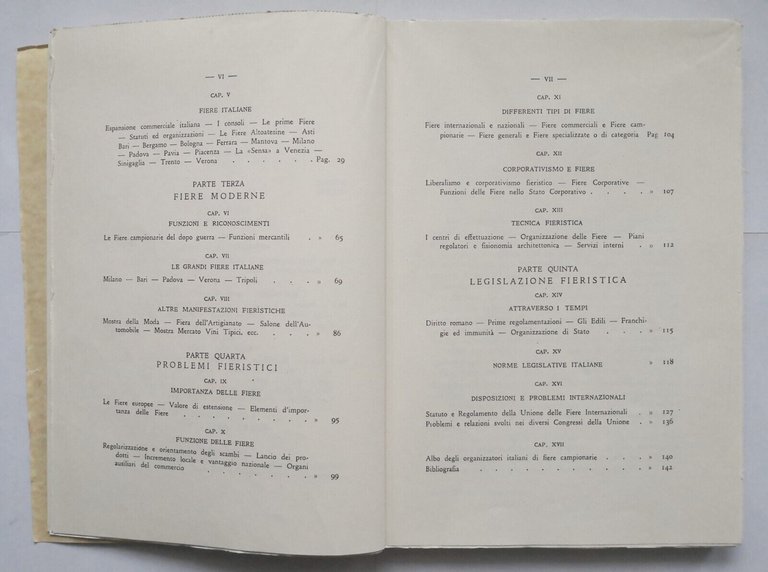 — VI —
CAP. V
FIERE ITALIANE
Espansione commerciale italiana — I consoli — Le prime Fiere
— Statuti ed organizzazioni — Le Fiere Altoatesine — Asti
Bari — Bergamo — Bologna — Ferrara — Mantova — Milano
— Padova — Pavia — Piacenza — La «Sensa» a Venezia —
Sinigaglia — Trento — Verona . . . . . . Pag. 29
PARTE TERZA
FIERE MODERNE
CAP. VI
FUNZIONI E RICONOSCIMENTI
Le Fiere campionarie del dopo guerra — Funzioni mercantili . » 65
CAP. VII
LE GRANDI FIERE ITALIANE
Milano — Bari — Padova — Verona — Tripoli . . . » 69
CAP. VIII
ALTRE MANIFESTAZIONI FIERISTICHE
Mostra della Moda — Fiera dell'Artigianato — Salone dell'Au-
tomobile — Mostra Mercato Vini Tipici, ecc. . . . . » 86
PARTE QUARTA
PROBLEMI FIERISTICI
CAP. IX
IMPORTANZA DELLE FIERE
Le Fiere europee — Valore di estensione — Elementi d'impor-
tanza delle Fiere . . . . . . . . . » 95
CAP. X
FUNZIONE DELLE FIERE
Regolarizzazione e orientamento degli scambi — Lancio dei pro-
dotti — Incremento locale e vantaggio nazionale — Organi
ausiliari del commercio . . . . . . . . » 99
— VII —
CAP. XI
DIFFERENTI TIPI DI FIERE
Fiere internazionali e nazionali — Fiere commerciali e Fiere cam-
pionarie — Fiere generali e Fiere specializzate o di categoria Pag 104
CAP. XII
CORPORATIVISMO E FIERE
Liberalismo e corporativismo fieristico — Fiere Corporative —
Funzioni delle Fiere nello Stato Corporativo . . . . » 107
CAP. XIII
TECNICA FIERISTICA
I centri di effettuazione — Organizzazione delle Fiere — Piani
regolatori e fisionomia architettonica — Servizi interni . » 112
PARTE QUINTA
LEGISLAZIONE FIERISTICA
CAP. XIV
ATTRAVERSO I TEMPI
Diritto romano — Prime regolamentazioni — Gli Edili — Franchi-
gie ed immunità — Organizzazione di Stato . . . . » 115
CAP. XV
NORME LEGISLATIVE ITALIANE » 118
CAP. XVI
DISPOSIZIONI E PROBLEMI INTERNAZIONALI
Statuto e Regolamento della Unione delle Fiere Internazionali . » 127
Problemi e relazioni svolti nei diversi Congressi della Unione . » 136
CAP. XVII
Albo degli organizzatori italiani di fiere campionarie . . . » 140
Bibliografia . . . . . . . . . . » 142